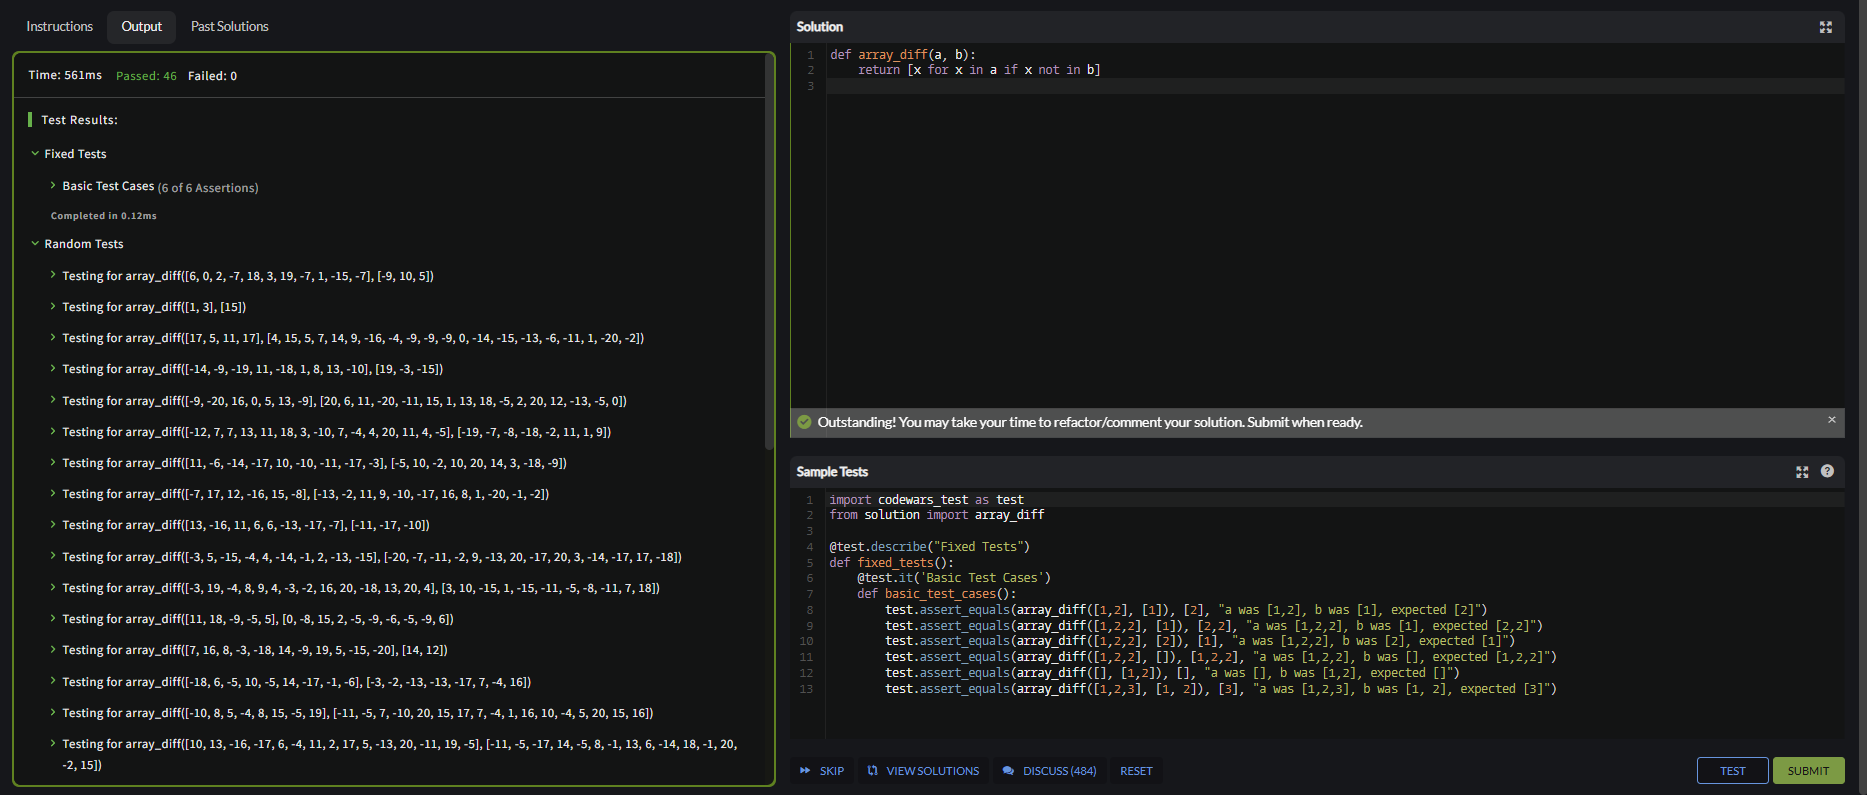 Instructions
Output
Past Solutions
Time: 561ms Passed: 46 Failed: 0
Test Results:
Fixed Tests
Basic Test Cases (6 of 6 Assertions)
Completed in 0.12ms
Random Tests
Testing for array_diff([6, 0, 2, -7, 18, 3, 19, -7, 1, -15, -7], [-9, 10, 5])
Testing for array_diff([1, 3], [15])
Testing for array_diff([17, 5, 11, 17], [4, 15, 5, 7, 14, 9, -16, -4, -9, -9, -9, 0, -14, -15, -13, -6, -11, 1, -20, -2])
Testing for array_diff([-14, -9, -19, 11, -18, 1, 8, 13, -10], [19, -3, -15])
Testing for array_diff([-9, -20, 16, 0, 5, 13, -9], [20, 6, 11, -20, -11, 15, 1, 13, 18, -5, 2, 20, 12, -13, -5, 0])
Testing for array_diff([-12, 7, 7, 13, 11, 18, 3, -10, 7, -4, 4, 20, 11, 4, -5], [-19, -7, -8, -18, -2, 11, 1, 9])
Testing for array_diff([11, -6, -14, -17, 10, -10, -11, -17, -3], [-5, 10, -2, 10, 20, 14, 3, -18, -9])
Testing for array_diff([-7, 17, 12, -16, 15, -8], [-13, -2, 11, 9, -10, -17, 16, 8, 1, -20, -1, -2])
Testing for array_diff([13, -16, 11, 6, 6, -13, -17, -7], [-11, -17, -10])
Testing for array_diff([-3, 5, -15, -4, 4, -14, -1, 2, -13, -15], [-20, -7, -11, -2, 9, -13, 20, -17, 20, 3, -14, -17, 17, -18])
Testing for array_diff([-3, 19, -4, 8, 9, 4, -3, -2, 16, 20, -18, 13, 20, 4], [3, 10, -15, 1, -15, -11, -5, -8, -11, 7, 18])
Testing for array_diff([11, 18, -9, -5, 5], [0, -8, 15, 2, -5, -9, -6, -5, -9, 6])
Testing for array_diff([7, 16, 8, -3, -18, 14, -9, 19, 5, -15, -20], [14, 12])
Testing for array_diff([-18, 6, -5, 10, -5, 14, -17, -1, -6], [-3, -2, -13, -13, -17, 7, -4, 16])
Testing for array_diff([-10, 8, 5, -4, 8, 15, -5, 19], [-11, -5, 7, -10, 20, 15, 17, 7, -4, 1, 16, 10, -4, 5, 20, 15, 16])
Testing for array_diff([10, 13, -16, -17, 6, -4, 11, 2, 17, 5, -13, 20, -11, 19, -5], [-11, -5, -17, 14, -5, 8, -1, 13, 6, -14, 18, -1, 20,
-2, 15])
Solution
1 def array_diff(a, b):
2 return [x for x in a if x not in b]
3
Outstanding! You may take your time to refactor/comment your solution. Submit when ready.
Sample Tests
1 import codewars_test as test
2 from solution import array_diff
3
4 @test.describe("Fixed Tests")
5 def fixed_tests():
6 @test.it('Basic Test Cases')
7 def basic_test_cases():
8 test.assert_equals(array_diff([1,2], [1]), [2], "a was [1,2], b was [1], expected [2]")
9 test.assert_equals(array_diff([1,2,2], [1]), [2,2], "a was [1,2,2], b was [1], expected [2,2]")
10 test.assert_equals(array_diff([1,2,2], [2]), [1], "a was [1,2,2], b was [2], expected [1]")
11 test.assert_equals(array_diff([1,2,2], []), [1,2,2], "a was [1,2,2], b was [], expected [1,2,2]")
12 test.assert_equals(array_diff([], [1,2]), [], "a was [], b was [1,2], expected []")
13 test.assert_equals(array_diff([1,2,3], [1, 2]), [3], "a was [1,2,3], b was [1, 2], expected [3]")
SKIP
VIEW SOLUTIONS
DISCUSS (484)
RESET
TEST
SUBMIT